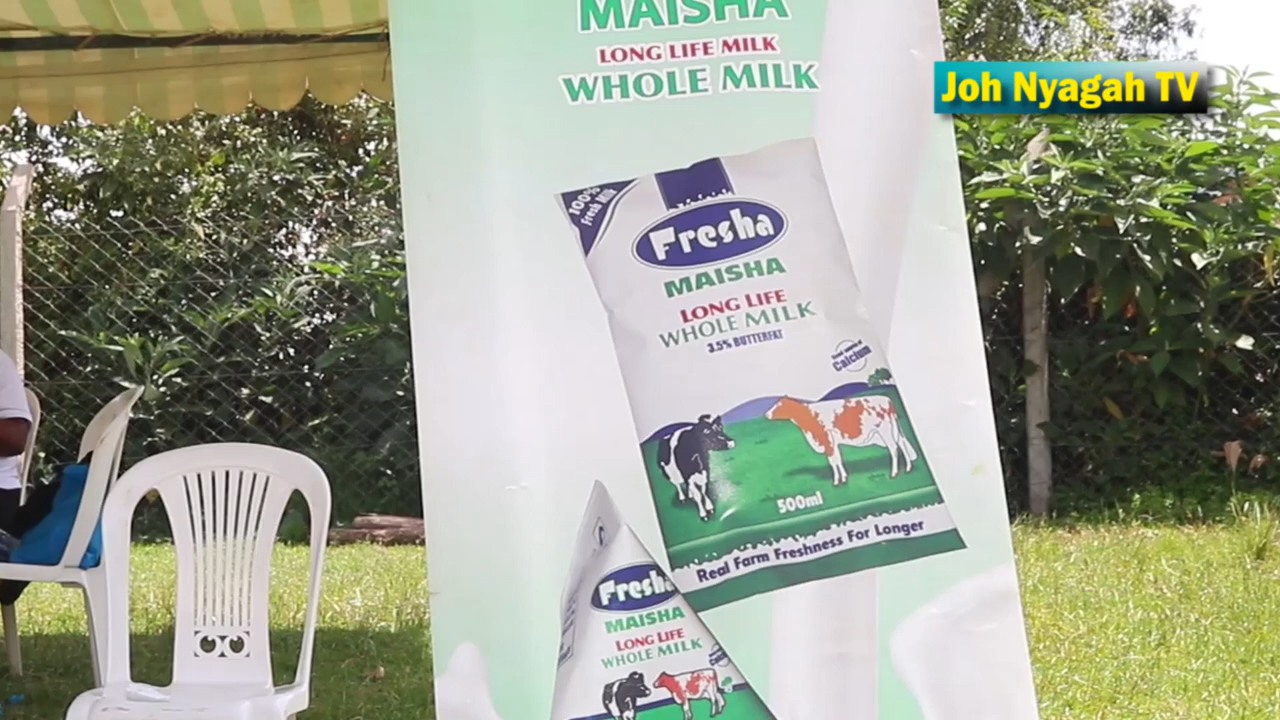 MAISHA
LONG LIFE MILK
WHOLE MILK
Joh Nyagah TV
100%
Fresh Milk
Fresha
MAISHA
LONG LIFE
WHOLE MILK
3.5% BUTTERFAT
Calcium
500ml
Real Farm Freshness For Longer
Fresha
MAISHA
LONG LIFE
WHOLE MILK